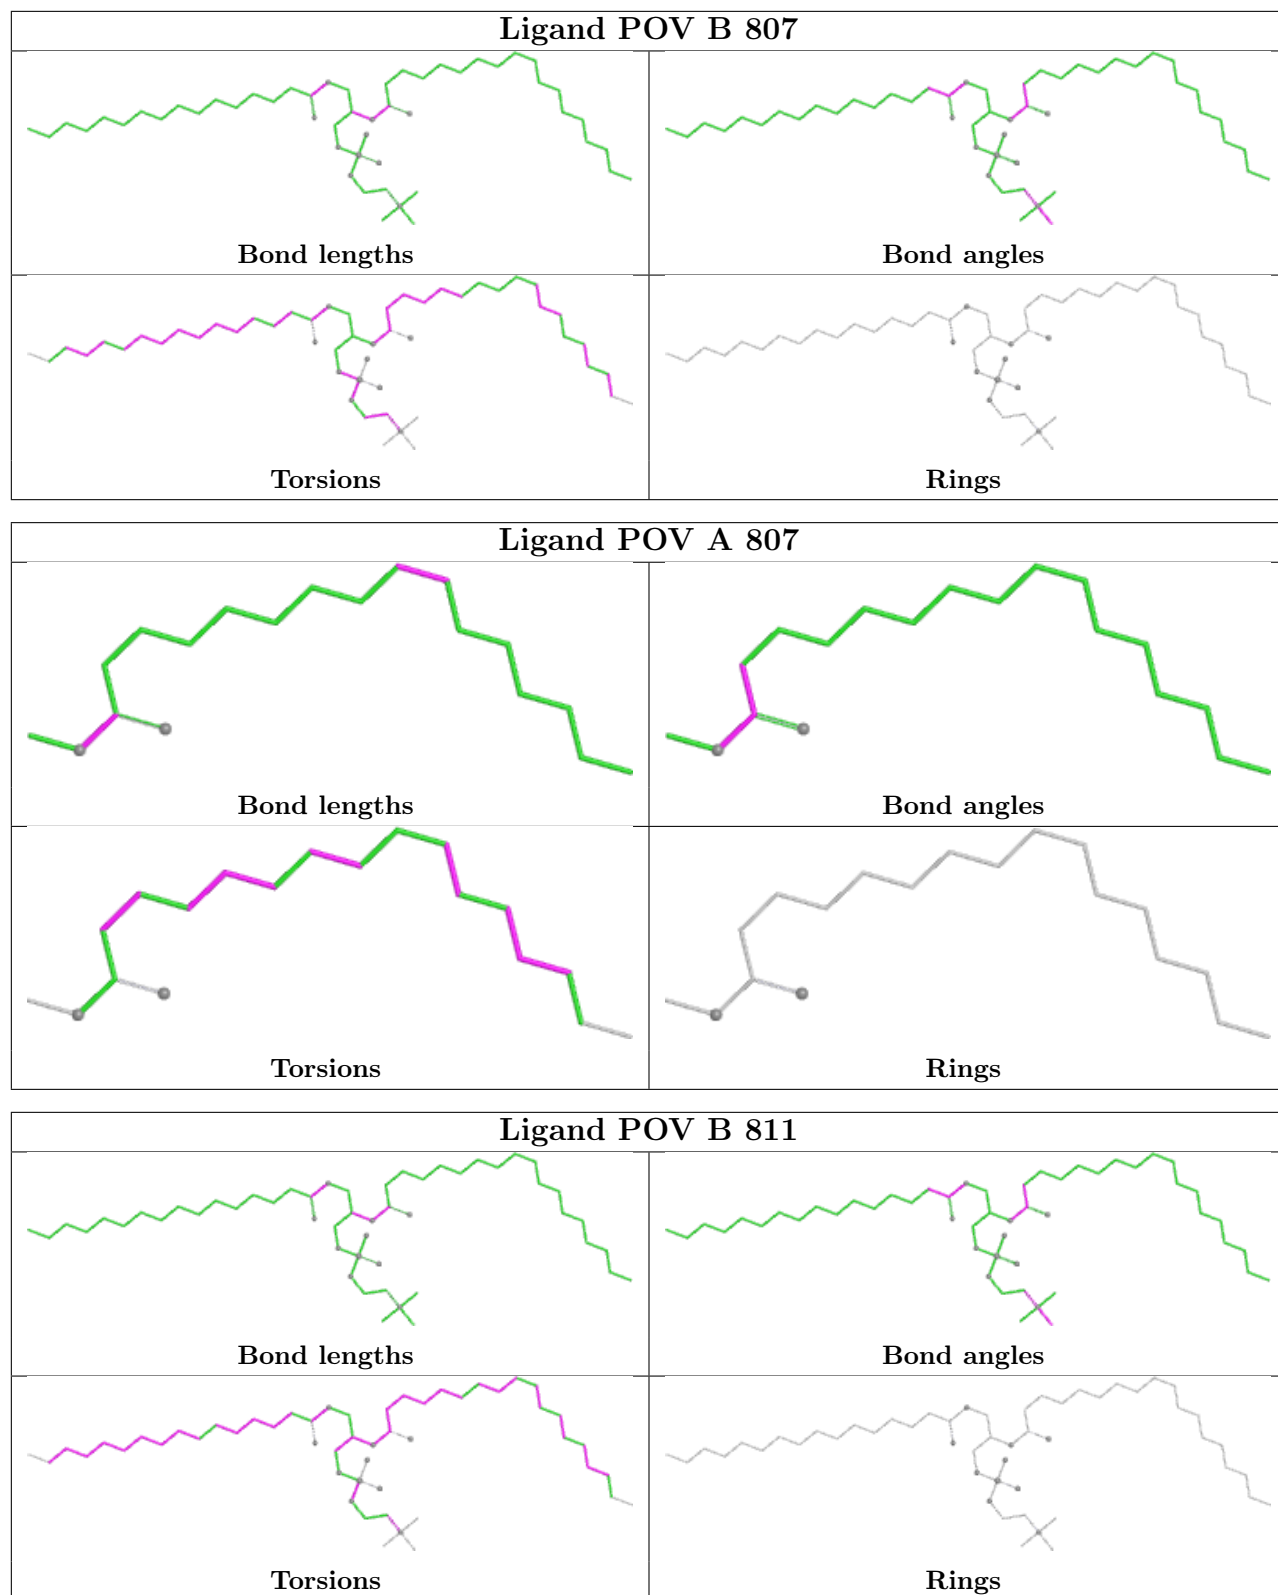 Ligand POV B 807
Bond lengths
Bond angles
Torsions
Rings
Ligand POV A 807
Bond lengths
Bond angles
Torsions
Rings
Ligand POV B 811
Bond lengths
Bond angles
Torsions
Rings